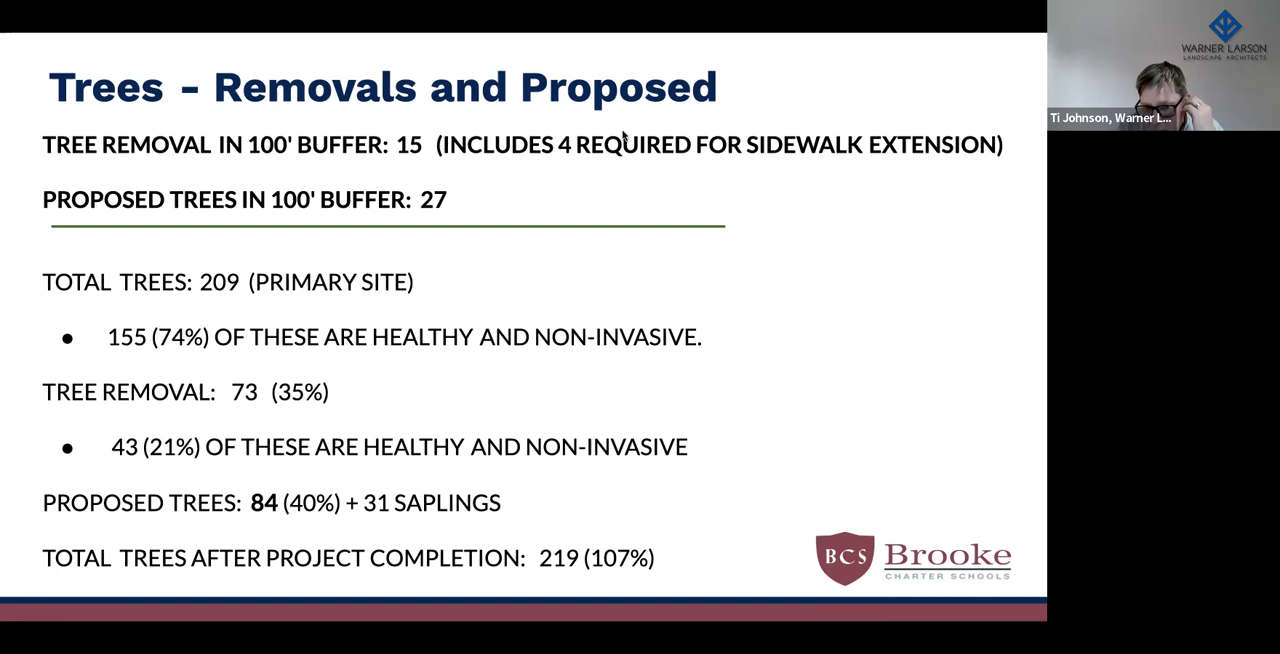 Trees - Removals and Proposed
TREE REMOVAL IN 100' BUFFER: 15 (INCLUDES 4 REQUIRED FOR SIDEWALK EXTENSION)
PROPOSED TREES IN 100' BUFFER: 27
TOTAL TREES: 209 (PRIMARY SITE)
● 155 (74%) OF THESE ARE HEALTHY AND NON-INVASIVE.
TREE REMOVAL: 73 (35%)
● 43 (21%) OF THESE ARE HEALTHY AND NON-INVASIVE
PROPOSED TREES: 84 (40%) + 31 SAPLINGS
TOTAL TREES AFTER PROJECT COMPLETION: 219 (107%)
BCS Brooke
CHARTER SCHOOLS
WARNER LARSON
LANDSCAPE ARCHITECTS
Ti Johnson, Warner L...